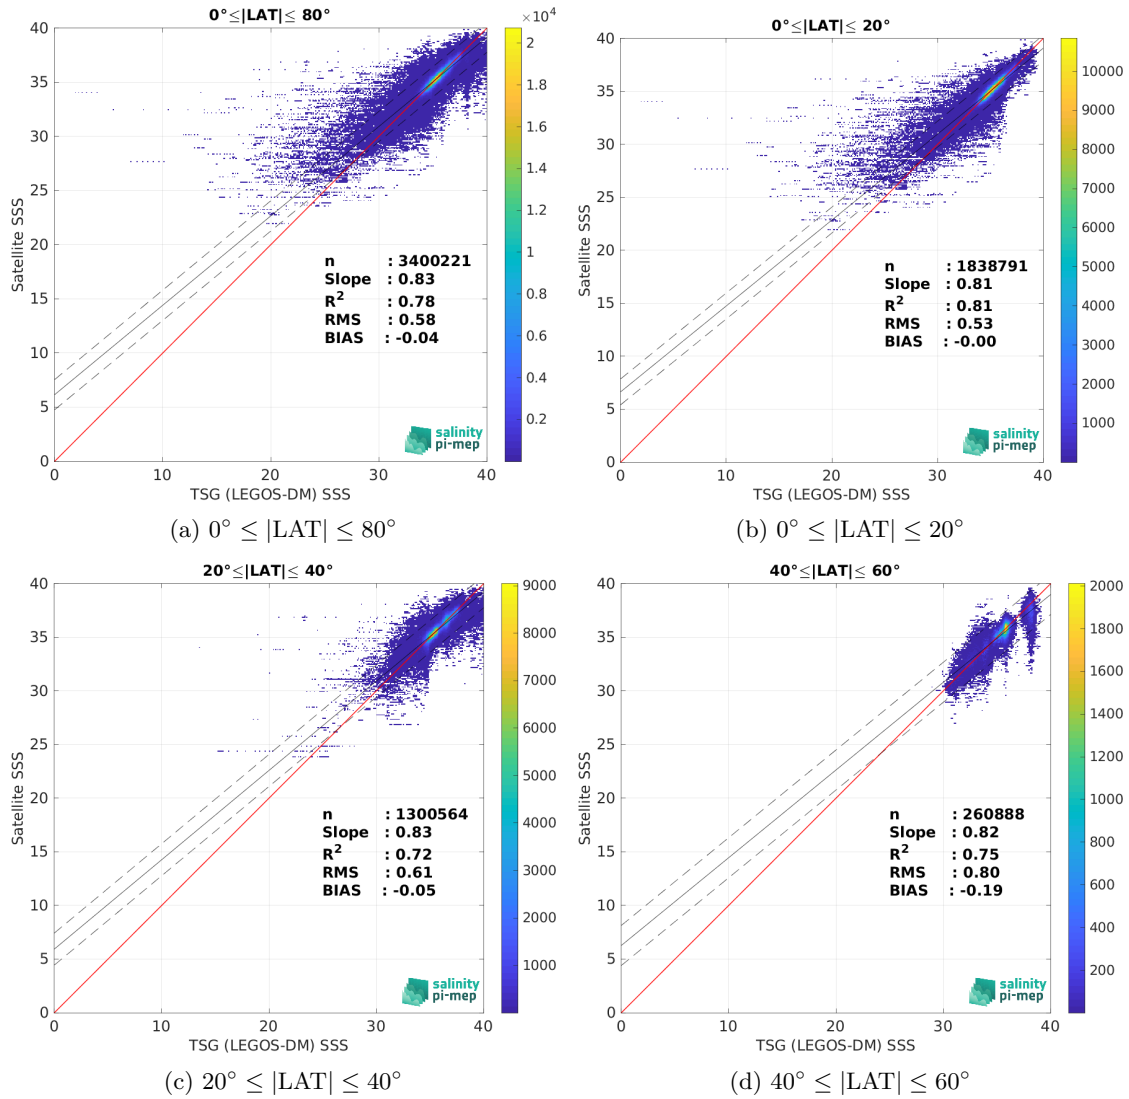 0°≤|LAT|≤ 80°
×10⁴
40
35
30
25
20
15
10
5
0
Satellite SSS
0
10
20
30
40
TSG (LEGOS-DM) SSS
n : 3400221
Slope : 0.83
R² : 0.78
RMS : 0.58
BIAS : -0.04
salinity
pi-mep
2
1.8
1.6
1.4
1.2
1
0.8
0.6
0.4
0.2
(a) 0° ≤ |LAT| ≤ 80°
0°≤|LAT|≤ 20°
40
35
30
25
20
15
10
5
0
Satellite SSS
0
10
20
30
40
TSG (LEGOS-DM) SSS
n : 1838791
Slope : 0.81
R² : 0.81
RMS : 0.53
BIAS : -0.00
salinity
pi-mep
10000
9000
8000
7000
6000
5000
4000
3000
2000
1000
(b) 0° ≤ |LAT| ≤ 20°
20°≤|LAT|≤ 40°
40
35
30
25
20
15
10
5
0
Satellite SSS
0
10
20
30
40
TSG (LEGOS-DM) SSS
n : 1300564
Slope : 0.83
R² : 0.72
RMS : 0.61
BIAS : -0.05
salinity
pi-mep
9000
8000
7000
6000
5000
4000
3000
2000
1000
(c) 20° ≤ |LAT| ≤ 40°
40°≤|LAT|≤ 60°
40
35
30
25
20
15
10
5
0
Satellite SSS
0
10
20
30
40
TSG (LEGOS-DM) SSS
n : 260888
Slope : 0.82
R² : 0.75
RMS : 0.80
BIAS : -0.19
salinity
pi-mep
2000
1800
1600
1400
1200
1000
800
600
400
200
(d) 40° ≤ |LAT| ≤ 60°